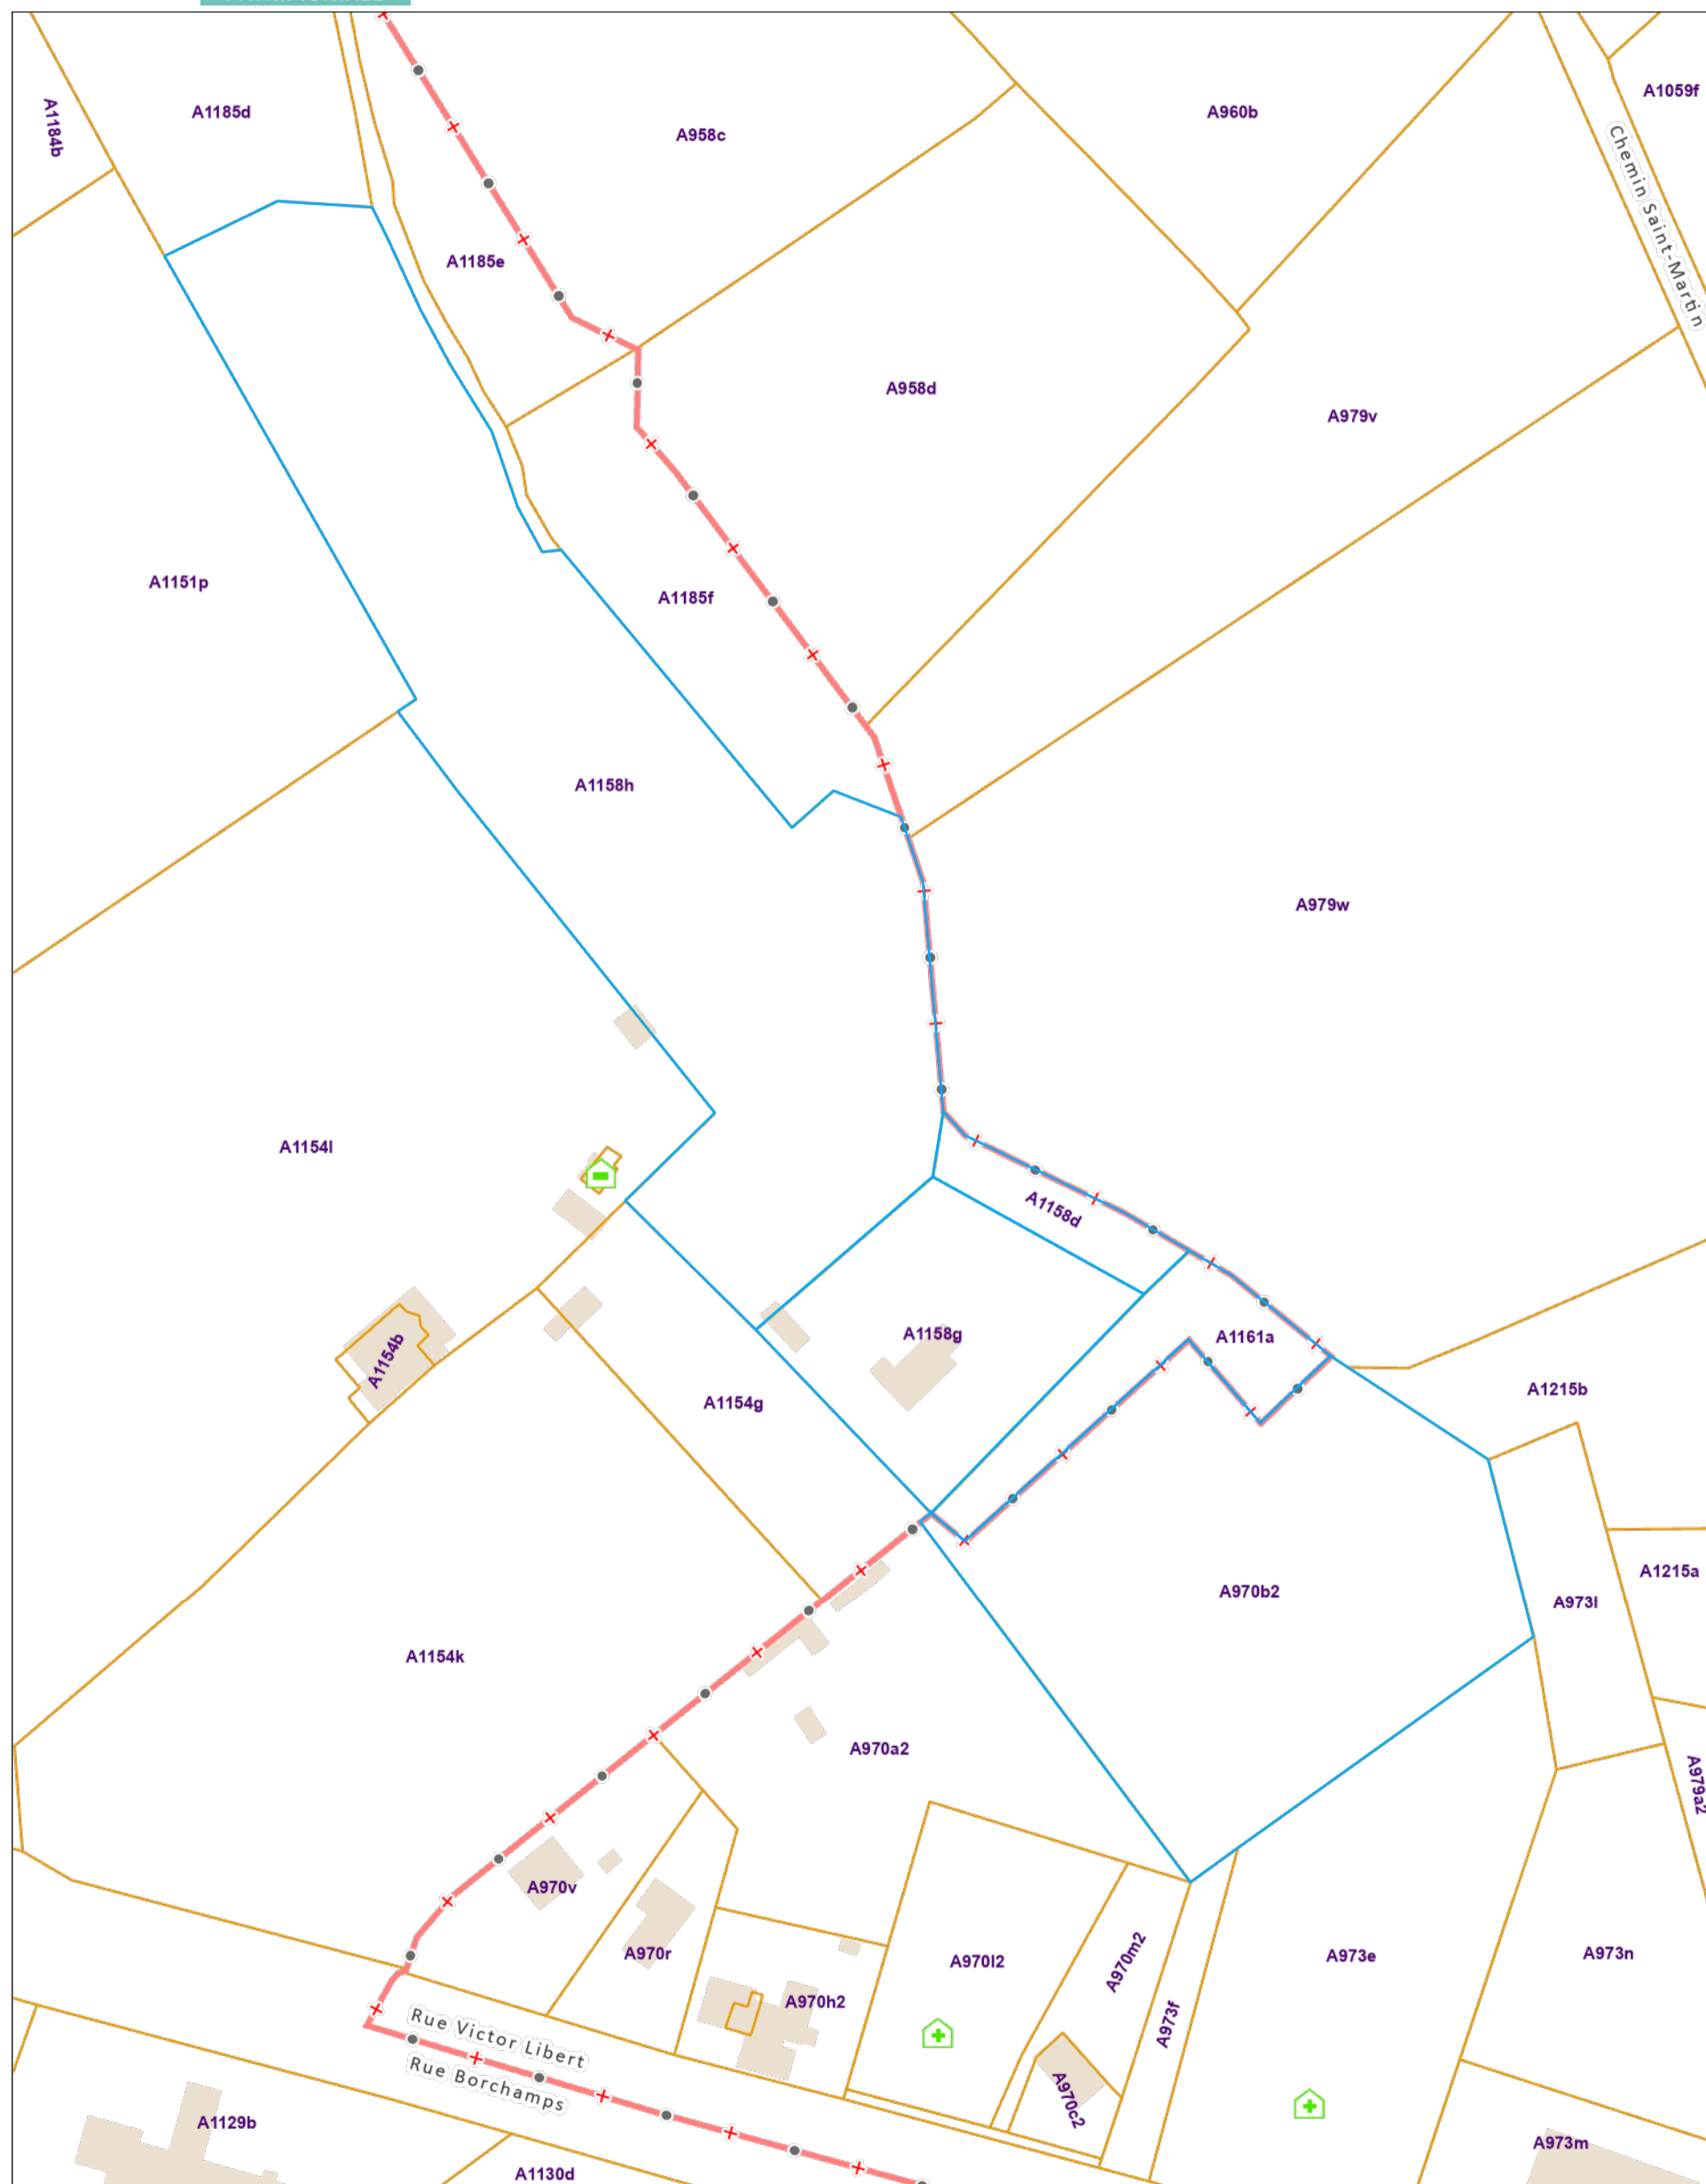 A1059f
A1185d
A960b
A1184b
A958c
Chemin Saint-Martin
A1185e
A958d
A979v
A1151p
A1185f
A1158h
A979w
A1154l
A1158d
A1158g
A1161a
A1154b
A1215b
A1154g
A1215a
A970b2
A973l
A1154k
A970a2
A979a2
A970v
A970r
A973n
A973e
A970l2
A970m2
A970h2
A973f
Rue Victor Libert
Rue Borchamps
A970c2
A1129b
A973m
A1130d